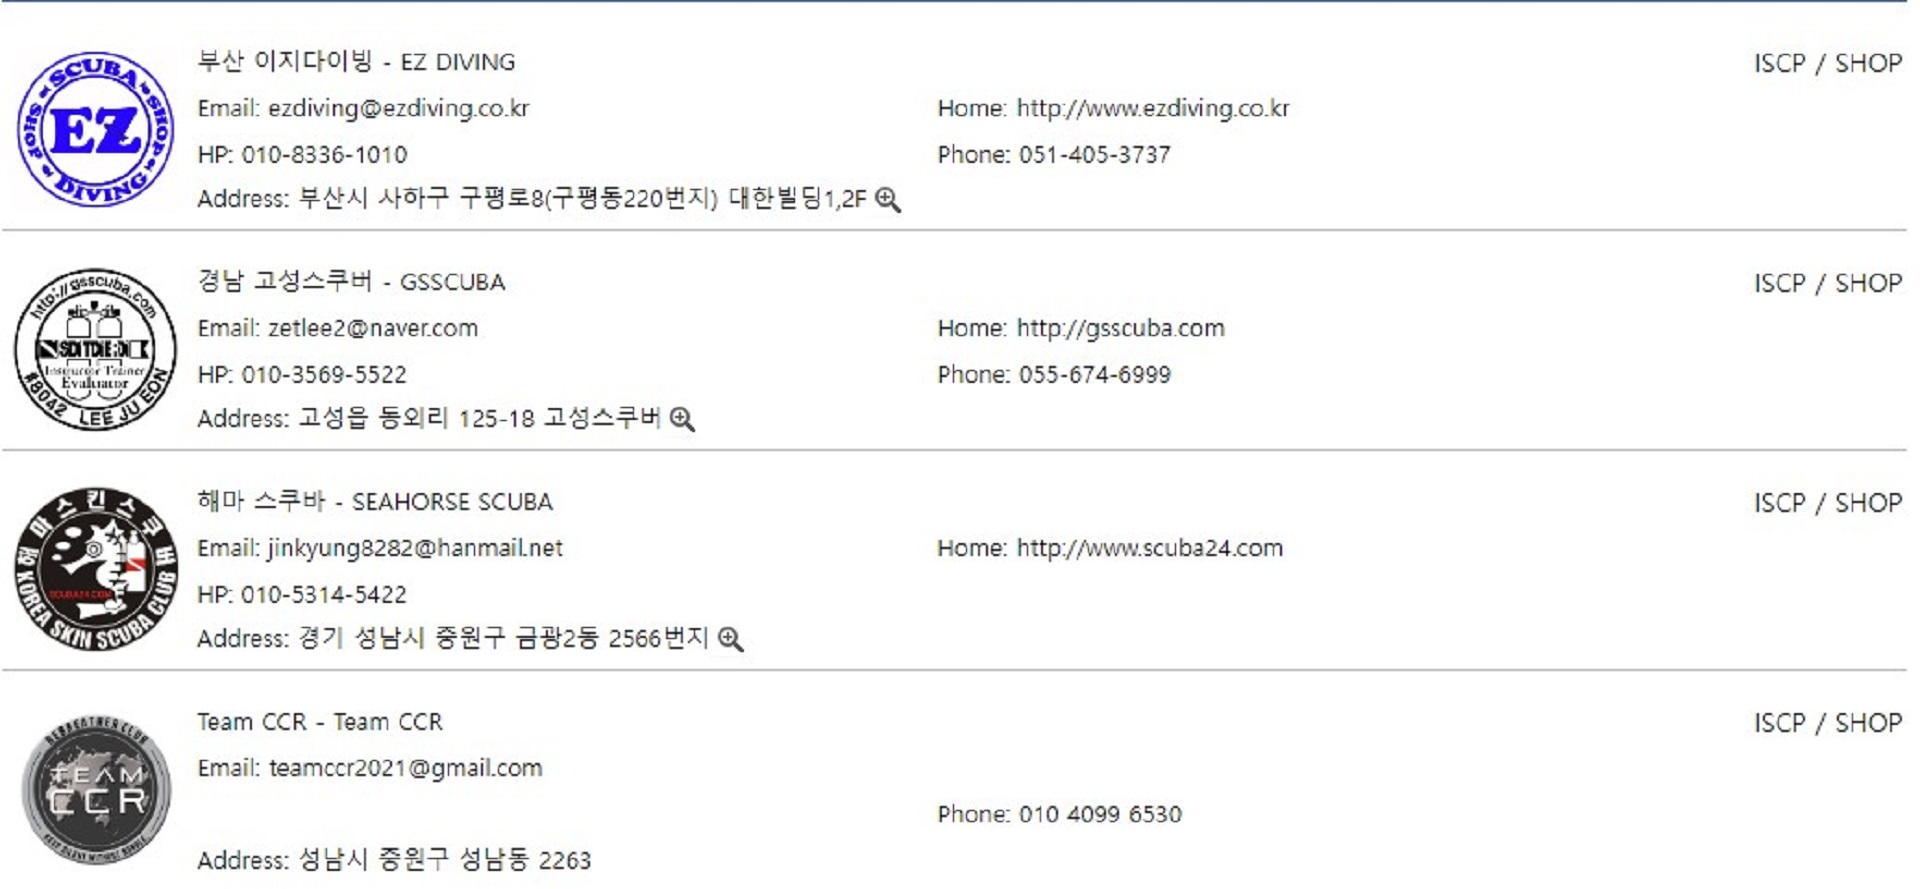 SCUBA SHOP DIVING SHOP
EZ
부산 이지다이빙 - EZ DIVING
ISCP / SHOP
Email: ezdiving@ezdiving.co.kr
Home: http://www.ezdiving.co.kr
HP: 010-8336-1010
Phone: 051-405-3737
Address: 부산시 사하구 구평로8(구평동220번지) 대한빌딩1,2F
http://gsscuba.com
Instructor Trainer
Evaluator
#8042 LEE JU EON
경남 고성스쿠버 - GSSCUBA
ISCP / SHOP
Email: zetlee2@naver.com
Home: http://gsscuba.com
HP: 010-3569-5522
Phone: 055-674-6999
Address: 고성읍 동외리 125-18 고성스쿠버
해마 스킨 스쿠버
SCUBA24.COM
KOREA SKIN SCUBA CLUB
해마 스쿠바 - SEAHORSE SCUBA
ISCP / SHOP
Email: jinkyung8282@hanmail.net
Home: http://www.scuba24.com
HP: 010-5314-5422
Address: 경기 성남시 중원구 금광2동 2566번지
REBREATHER CLUB
TEAM
CCR
Team CCR - Team CCR
ISCP / SHOP
Email: teamccr2021@gmail.com
Phone: 010 4099 6530
Address: 성남시 중원구 성남동 2263